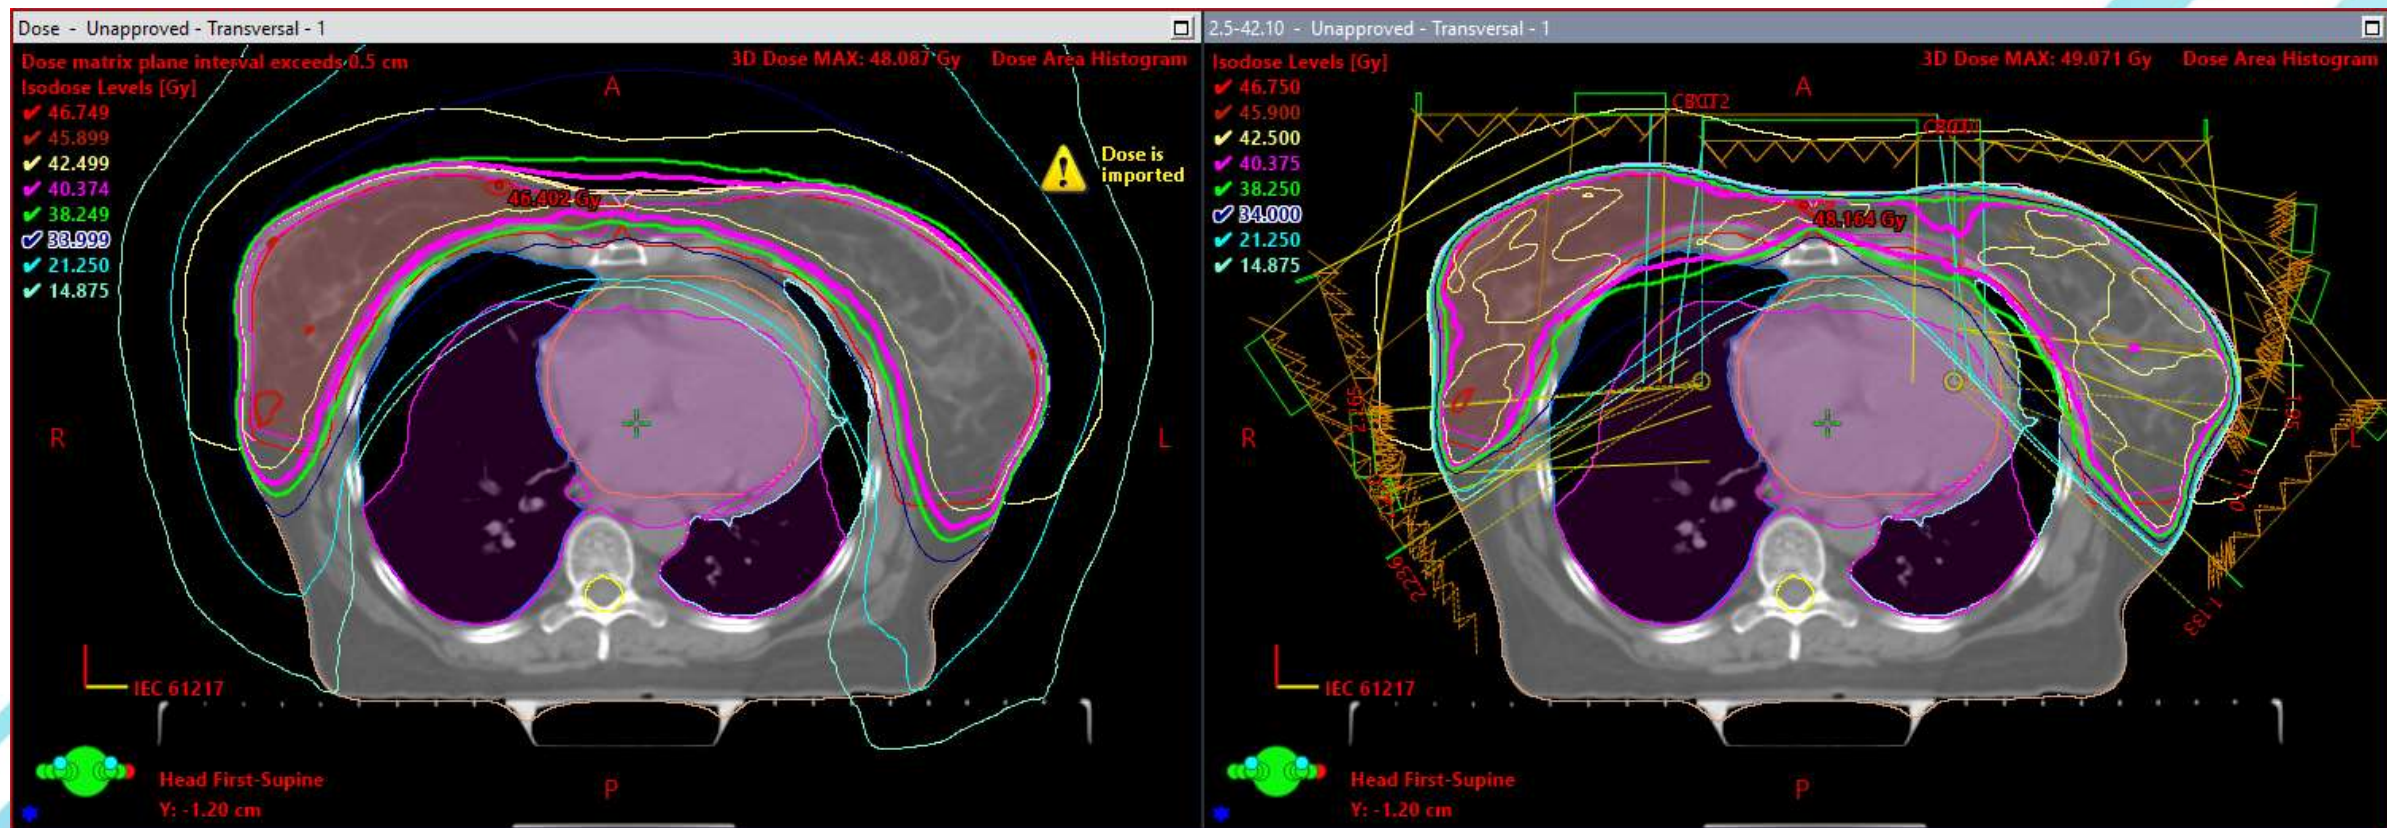 Dose - Unapproved - Transversal - 1
Dose matrix plane interval exceeds 0.5 cm
3D Dose MAX: 48.087 Gy
Dose Area Histogram
Isodose Levels [Gy]
46.749
45.899
42.499
40.374
38.249
33.999
21.250
14.875
A
Dose is
imported
46.402 Gy
R
L
IEC 61217
Head First-Supine
Y: -1.20 cm
P
2.5-42.10 - Unapproved - Transversal - 1
3D Dose MAX: 49.071 Gy
Dose Area Histogram
Isodose Levels [Gy]
46.750
45.900
42.500
40.375
38.250
34.000
21.250
14.875
A
48.164 Gy
R
L
2.296
1.133
IEC 61217
Head First-Supine
Y: -1.20 cm
P